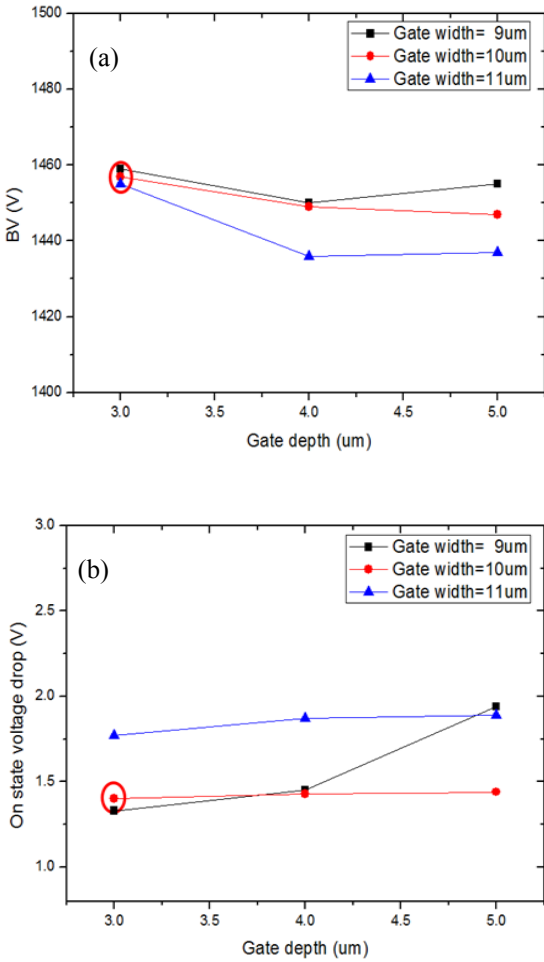 1500
1480
1460
1440
1420
1400
BV (V)
(a)
Gate width=  9um
Gate width=10um
Gate width=11um
3.0 3.5 4.0 4.5 5.0
Gate depth (um)
3.0
2.5
2.0
1.5
1.0
On state voltage drop (V)
(b)
Gate width=  9um
Gate width=10um
Gate width=11um
3.0 3.5 4.0 4.5 5.0
Gate depth (um)